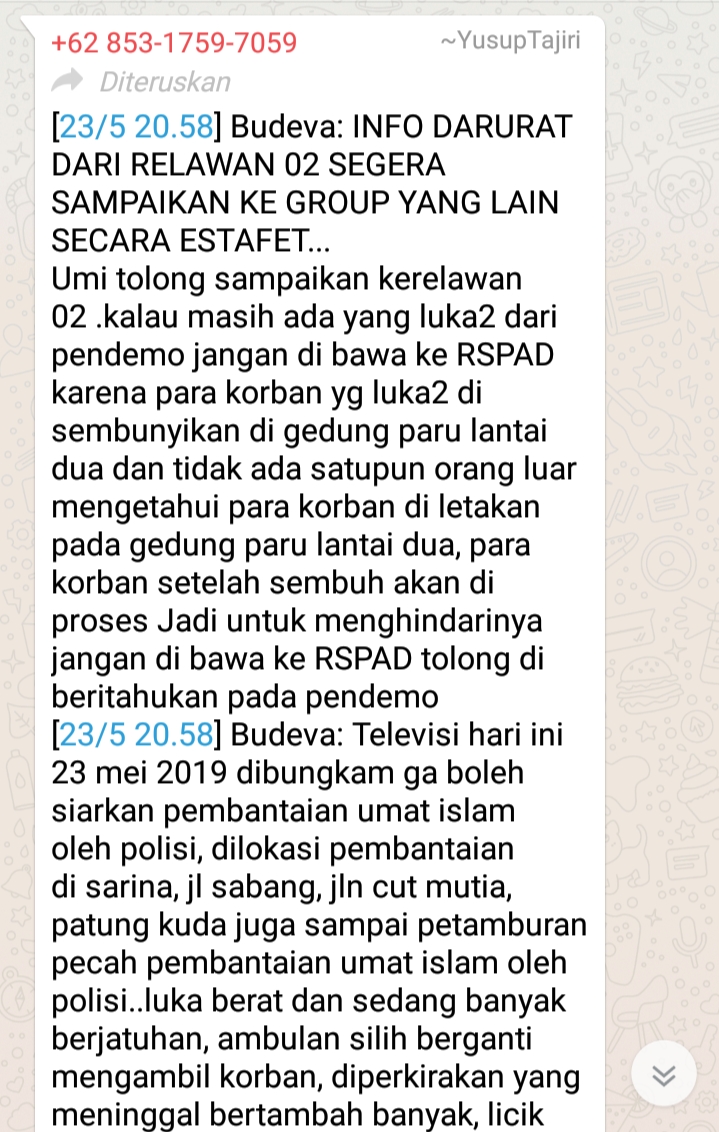 +62 853-1759-7059 ~YusupTajiri
Diteruskan
[23/5 20.58] Budeva: INFO DARURAT
DARI RELAWAN 02 SEGERA
SAMPAIKAN KE GROUP YANG LAIN
SECARA ESTAFET...
Umi tolong sampaikan kerelawan
02 .kalau masih ada yang luka2 dari
pendemo jangan di bawa ke RSPAD
karena para korban yg luka2 di
sembunyikan di gedung paru lantai
dua dan tidak ada satupun orang luar
mengetahui para korban di letakan
pada gedung paru lantai dua, para
korban setelah sembuh akan di
proses Jadi untuk menghindarinya
jangan di bawa ke RSPAD tolong di
beritahukan pada pendemo
[23/5 20.58] Budeva: Televisi hari ini
23 mei 2019 dibungkam ga boleh
siarkan pembantaian umat islam
oleh polisi, dilokasi pembantaian
di sarina, jl sabang, jln cut mutia,
patung kuda juga sampai petamburan
pecah pembantaian umat islam oleh
polisi..luka berat dan sedang banyak
berjatuhan, ambulan silih berganti
mengambil korban, diperkirakan yang
meninggal bertambah banyak, licik